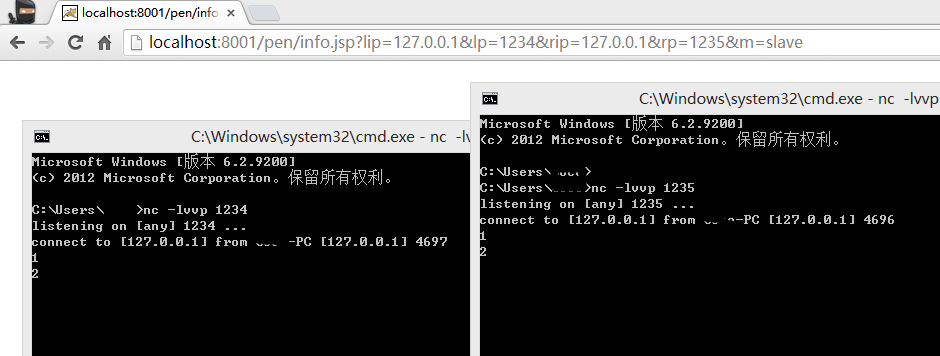 localhost:8001/pen/info
localhost:8001/pen/info.jsp?lip=127.0.0.1&lp=1234&rip=127.0.0.1&rp=1235&m=slave
C:\Windows\system32\cmd.exe - nc -lv
Microsoft Windows [版本 6.2.9200]
(c) 2012 Microsoft Corporation。保留所有权利。
C:\Users\ >nc -lvvp 1234
listening on [any] 1234 ...
connect to [127.0.0.1] from -PC [127.0.0.1] 4697
1
2
C:\Windows\system32\cmd.exe - nc -lvvp
Microsoft Windows [版本 6.2.9200]
(c) 2012 Microsoft Corporation。保留所有权利。
C:\Users\ >
C:\Users\ >nc -lvvp 1235
listening on [any] 1235 ...
connect to [127.0.0.1] from -PC [127.0.0.1] 4696
1
2